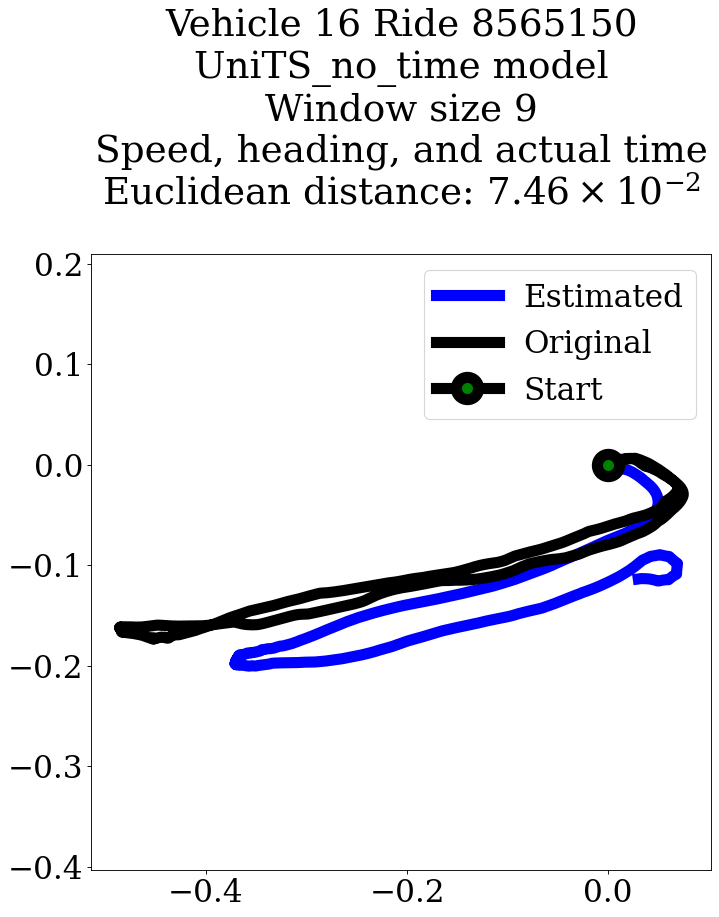 Vehicle 16 Ride 8565150
UniTS_no_time model
Window size 9
Speed, heading, and actual time
Euclidean distance: 7.46 × 10⁻²
Estimated
Original
Start
0.2
0.1
0.0
−0.1
−0.2
−0.3
−0.4
−0.4
−0.2
0.0